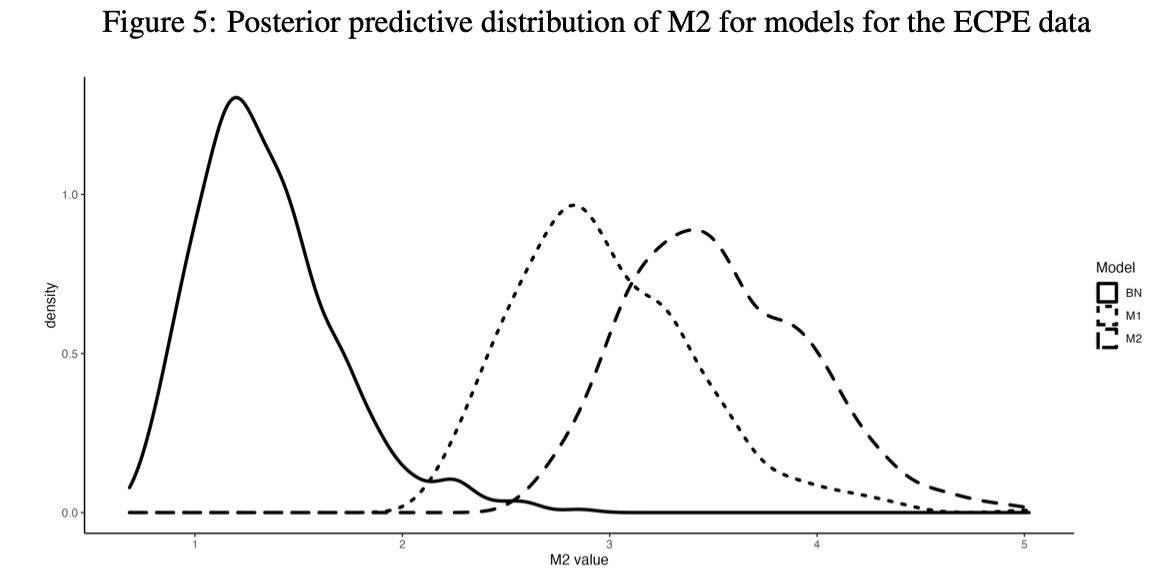 Figure 5: Posterior predictive distribution of M2 for models for the ECPE data
1.0
0.5
0.0
density
1 2 3 4 5
M2 value
Model
BN
M1
M2